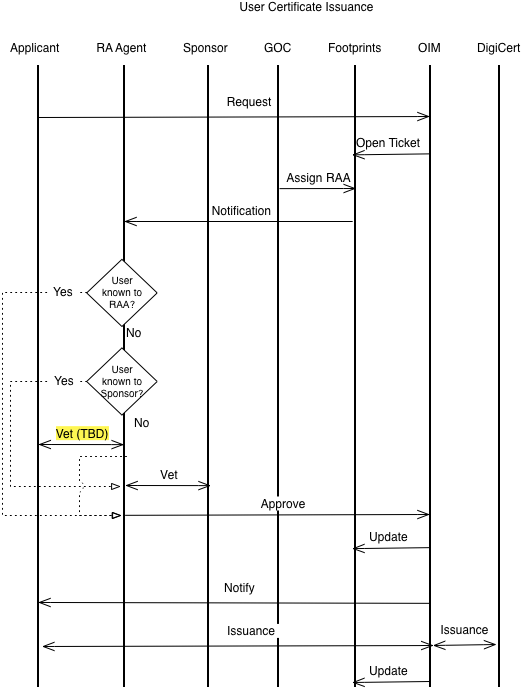 User Certificate Issuance
Applicant RA Agent Sponsor GOC Footprints OIM DigiCert
Request
Open Ticket
Assign RAA
Notification
User
known to
RAA?
Yes
No
User
known to
Sponsor?
Yes
No
Vet (TBD)
Vet
Approve
Update
Notify
Issuance Issuance
Update